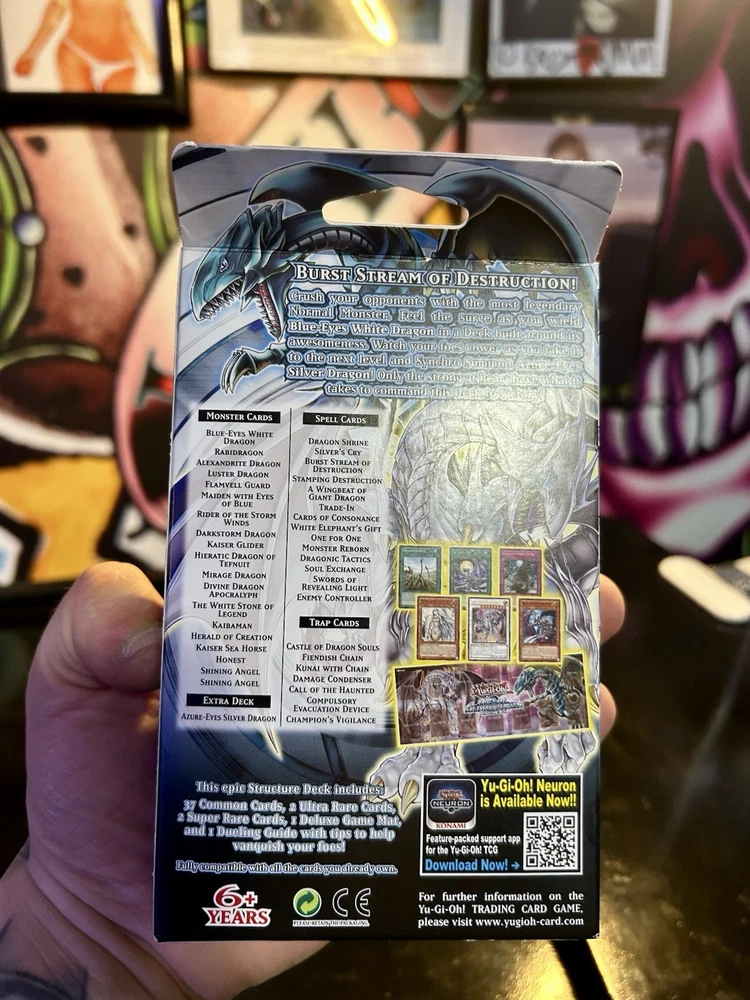 BURST STREAM OF DESTRUCTION!
Crush your opponents with the most legendary
Normal Monster. Feel the surge as you wield
Blue-Eyes White Dragon in a Deck built around its
awesomeness. Watch your foes cower as you take it
to the next level and Synchro Summon Azure-Eyes
Silver Dragon! Only the strong at heart have what it
takes to command this deck to victory.
MONSTER CARDS
BLUE-EYES WHITE
DRAGON
RABIDRAGON
ALEXANDRITE DRAGON
LUSTER DRAGON
FLAMVELL GUARD
MAIDEN WITH EYES
OF BLUE
RIDER OF THE STORM
WINDS
DARKSTORM DRAGON
KAISER GLIDER
HIERATIC DRAGON OF
TEFNUIT
MIRAGE DRAGON
DIVINE DRAGON
APOCRALYPH
THE WHITE STONE OF
LEGEND
KAIBAMAN
HERALD OF CREATION
KAISER SEA HORSE
HONEST
SHINING ANGEL
SHINING ANGEL
EXTRA DECK
AZURE-EYES SILVER DRAGON
SPELL CARDS
DRAGON SHRINE
SILVER'S CRY
BURST STREAM OF
DESTRUCTION
STAMPING DESTRUCTION
A WINGBEAT OF
GIANT DRAGON
TRADE-IN
CARDS OF CONSONANCE
WHITE ELEPHANT'S GIFT
ONE FOR ONE
MONSTER REBORN
DRAGONIC TACTICS
SOUL EXCHANGE
SWORDS OF
REVEALING LIGHT
ENEMY CONTROLLER
TRAP CARDS
CASTLE OF DRAGON SOULS
FIENDISH CHAIN
KUNAI WITH CHAIN
DAMAGE CONDENSER
CALL OF THE HAUNTED
COMPULSORY
EVACUATION DEVICE
CHAMPION'S VIGILANCE
Yu-Gi-Oh!
This epic Structure Deck includes:
37 Common Cards, 2 Ultra Rare Cards,
2 Super Rare Cards, 1 Deluxe Game Mat,
and 1 Dueling Guide with tips to help
vanquish your foes!
Fully compatible with all the cards you already own.
6+
YEARS
PLEASE RETAIN THE PACKAGING
CE
NEURON
KONAMI
Yu-Gi-Oh! Neuron
is Available Now!!
Feature-packed support app
for the Yu-Gi-Oh! TCG
Download Now! →
For further information on the
Yu-Gi-Oh! TRADING CARD GAME,
please visit www.yugioh-card.com